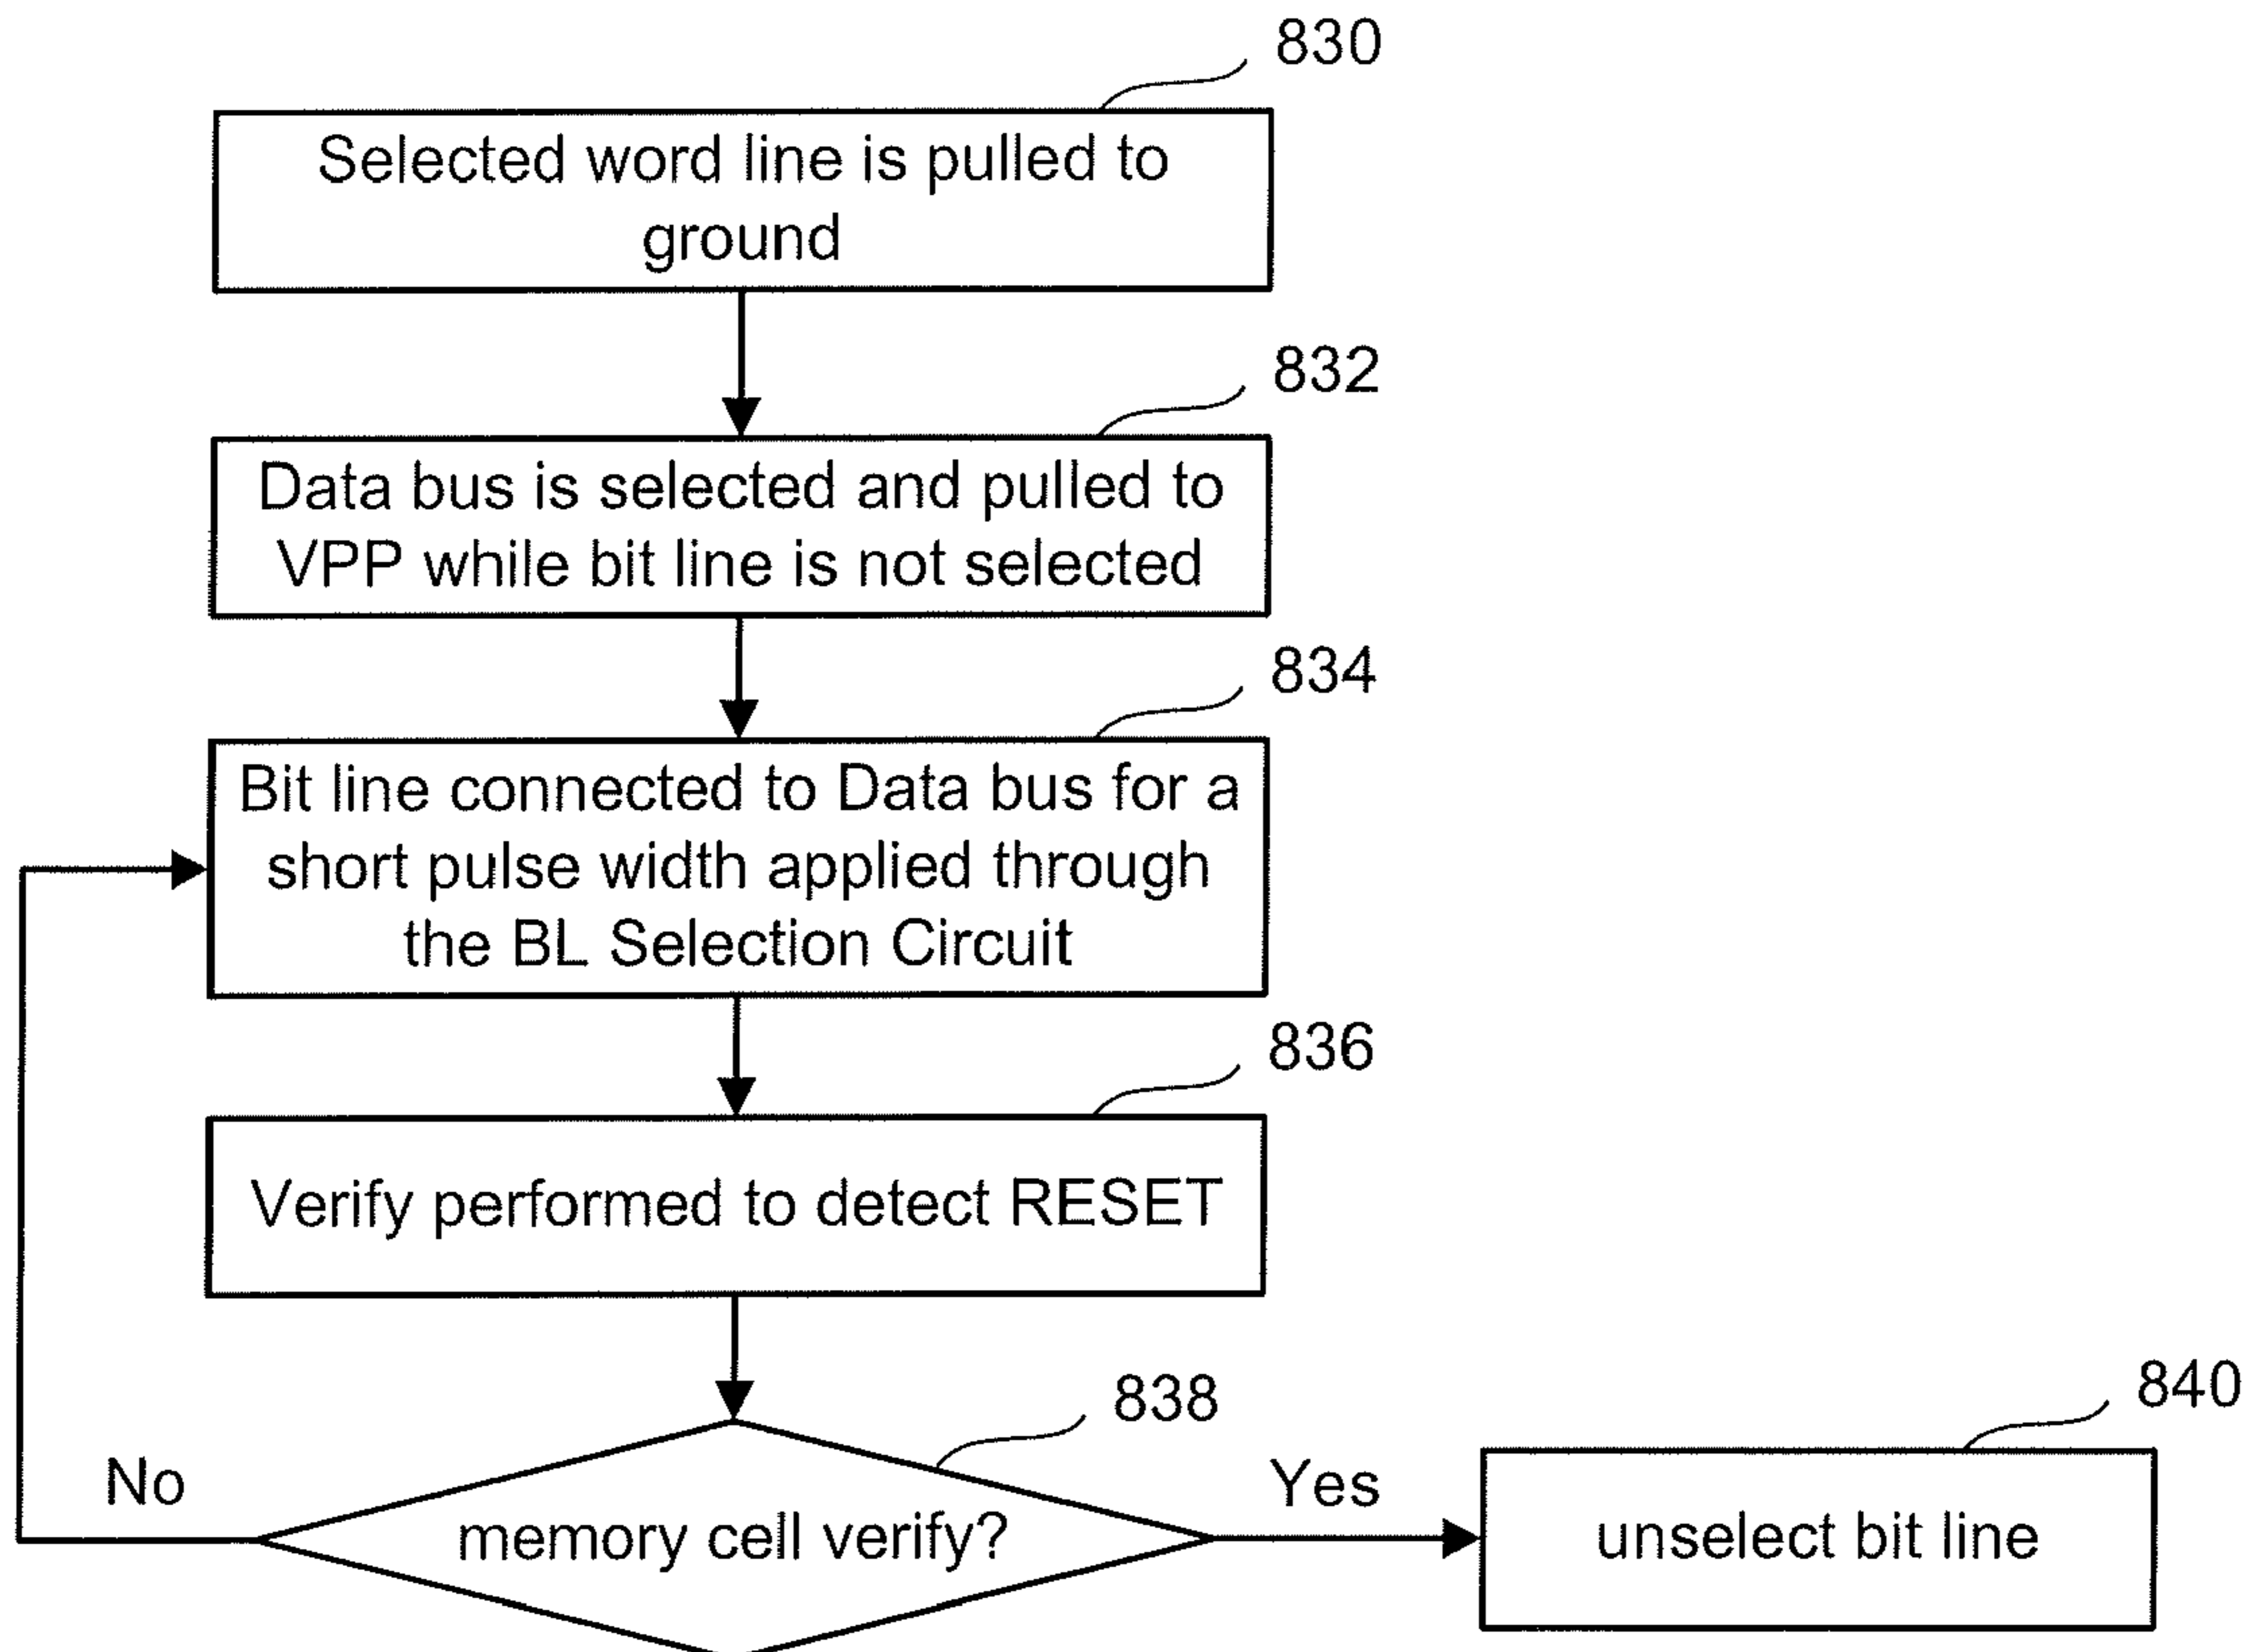 830
Selected word line is pulled to
ground
832
Data bus is selected and pulled to
VPP while bit line is not selected
834
Bit line connected to Data bus for a
short pulse width applied through
the BL Selection Circuit
836
Verify performed to detect RESET
838
840
No
memory cell verify?
Yes
unselect bit line